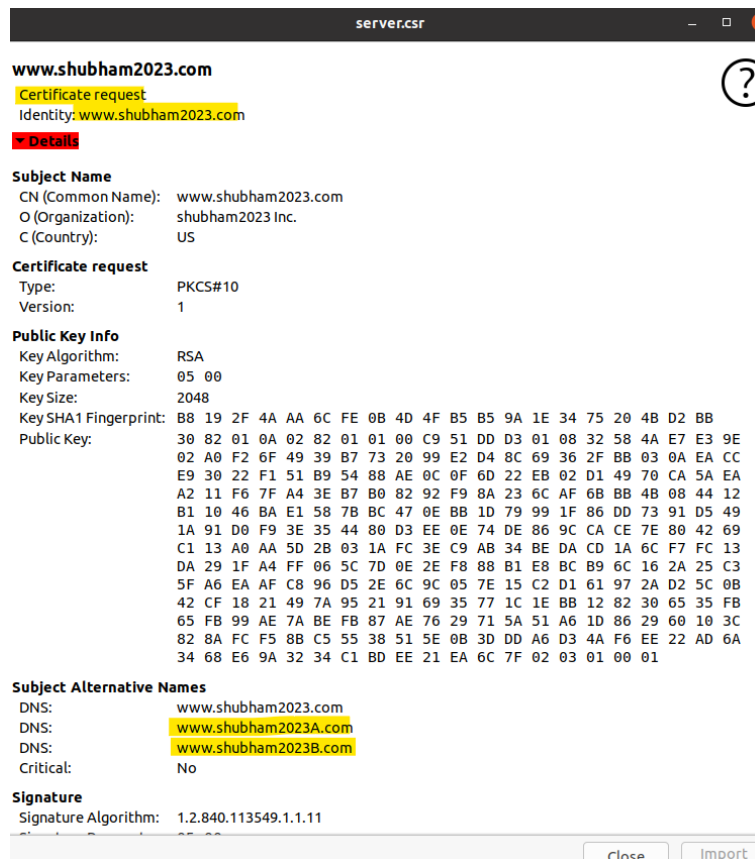 server.csr
www.shubham2023.com
Certificate request
Identity: www.shubham2023.com
Details
Subject Name
CN (Common Name): www.shubham2023.com
O (Organization): shubham2023 Inc.
C (Country): US
Certificate request
Type: PKCS#10
Version: 1
Public Key Info
Key Algorithm: RSA
Key Parameters: 05 00
Key Size: 2048
Key SHA1 Fingerprint: B8 19 2F 4A AA 6C FE 0B 4D 4F B5 B5 9A 1E 34 75 20 4B D2 BB
Public Key: 30 82 01 0A 02 82 01 01 00 C9 51 DD D3 01 08 32 58 4A E7 E3 9E
02 A0 F2 6F 49 39 B7 73 20 99 E2 D4 8C 69 36 2F BB 03 0A EA CC
E9 30 22 F1 51 B9 54 88 AE 0C 0F 6D 22 EB 02 D1 49 70 CA 5A EA
A2 11 F6 7F A4 3E B7 B0 82 92 F9 8A 23 6C AF 6B BB 4B 08 44 12
B1 10 46 BA E1 58 7B BC 47 0E BB 1D 79 99 1F 86 DD 73 91 D5 49
1A 91 D0 F9 3E 35 44 80 D3 EE 0E 74 DE 86 9C CA CE 7E 80 42 69
C1 13 A0 AA 5D 2B 03 1A FC 3E C9 AB 34 BE DA CD 1A 6C F7 FC 13
DA 29 1F A4 FF 06 5C 7D 0E 2E F8 88 B1 E8 BC B9 6C 16 2A 25 C3
5F A6 EA AF C8 96 D5 2E 6C 9C 05 7E 15 C2 D1 61 97 2A D2 5C 0B
42 CF 18 21 49 7A 95 21 91 69 35 77 1C 1E BB 12 82 30 65 35 FB
65 FB 99 AE 7A BE FB 87 AE 76 29 71 5A 51 A6 1D 86 29 60 10 3C
82 8A FC F5 8B C5 55 38 51 5E 0B 3D DD A6 D3 4A F6 EE 22 AD 6A
34 68 E6 9A 32 34 C1 BD EE 21 EA 6C 7F 02 03 01 00 01
Subject Alternative Names
DNS: www.shubham2023.com
DNS: www.shubham2023A.com
DNS: www.shubham2023B.com
Critical: No
Signature
Signature Algorithm: 1.2.840.113549.1.1.11
Close Import